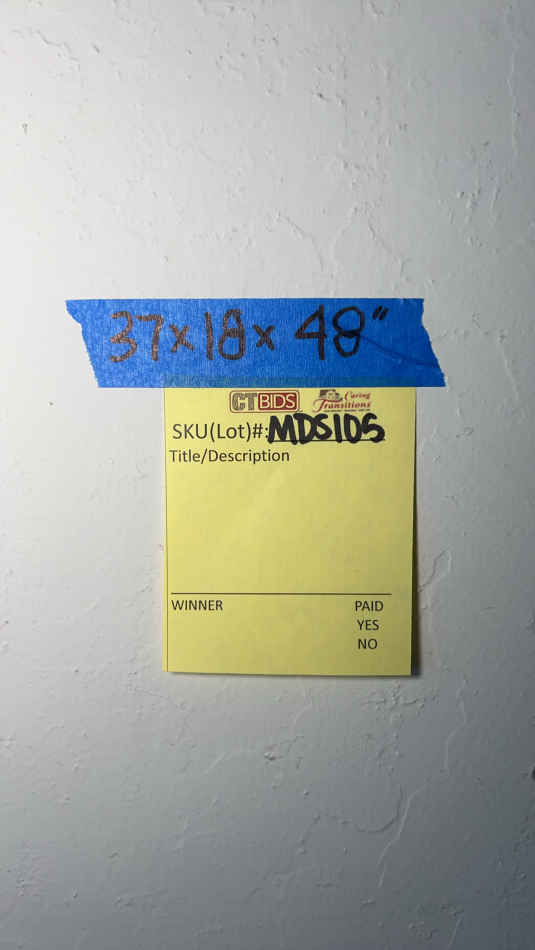 37x18x48"
CTBIDS Caring Transitions
SKU(Lot)#:MDS105
Title/Description
WINNER PAID
YES
NO